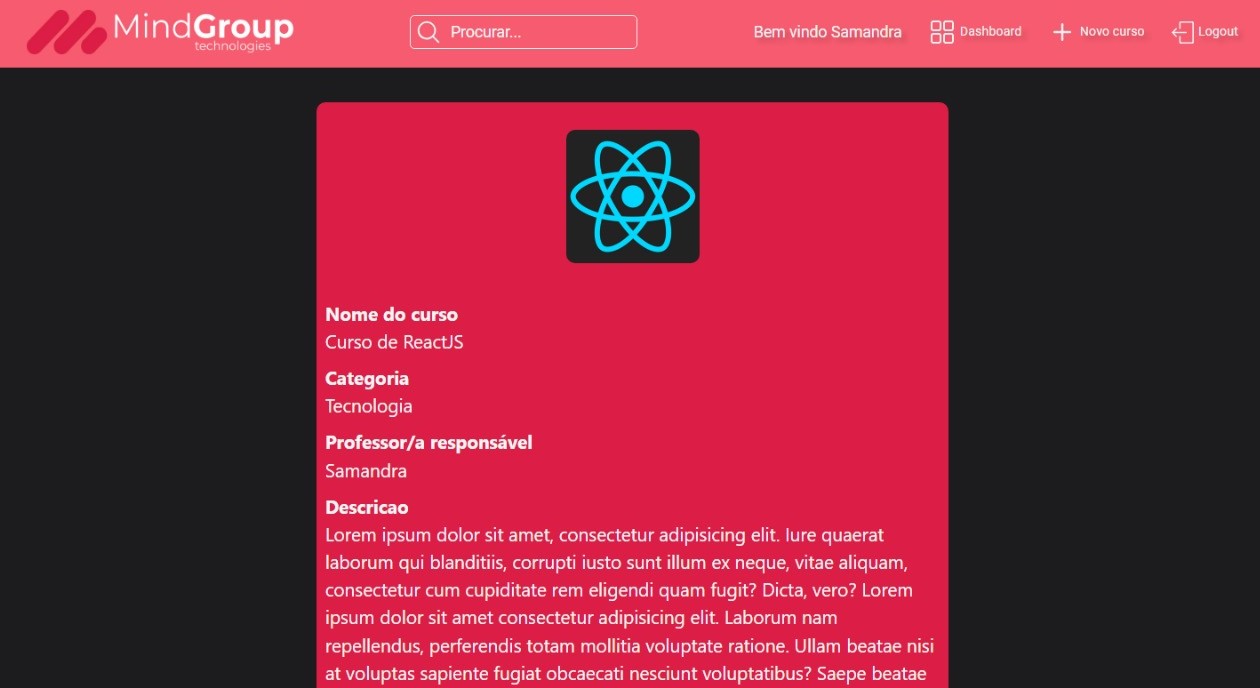 MindGroup
technologies
Procurar...
Bem vindo Samandra
Dashboard
Novo curso
Logout
Nome do curso
Curso de ReactJS
Categoria
Tecnologia
Professor/a responsável
Samandra
Descricao
Lorem ipsum dolor sit amet, consectetur adipisicing elit. Iure quaerat
laborum qui blanditiis, corrupti iusto sunt illum ex neque, vitae aliquam,
consectetur cum cupiditate rem eligendi quam fugit? Dicta, vero? Lorem
ipsum dolor sit amet consectetur adipisicing elit. Laborum nam
repellendus, perferendis totam mollitia voluptate ratione. Ullam beatae nisi
at voluptas sapiente fugiat obcaecati nesciunt voluptatibus? Saepe beatae